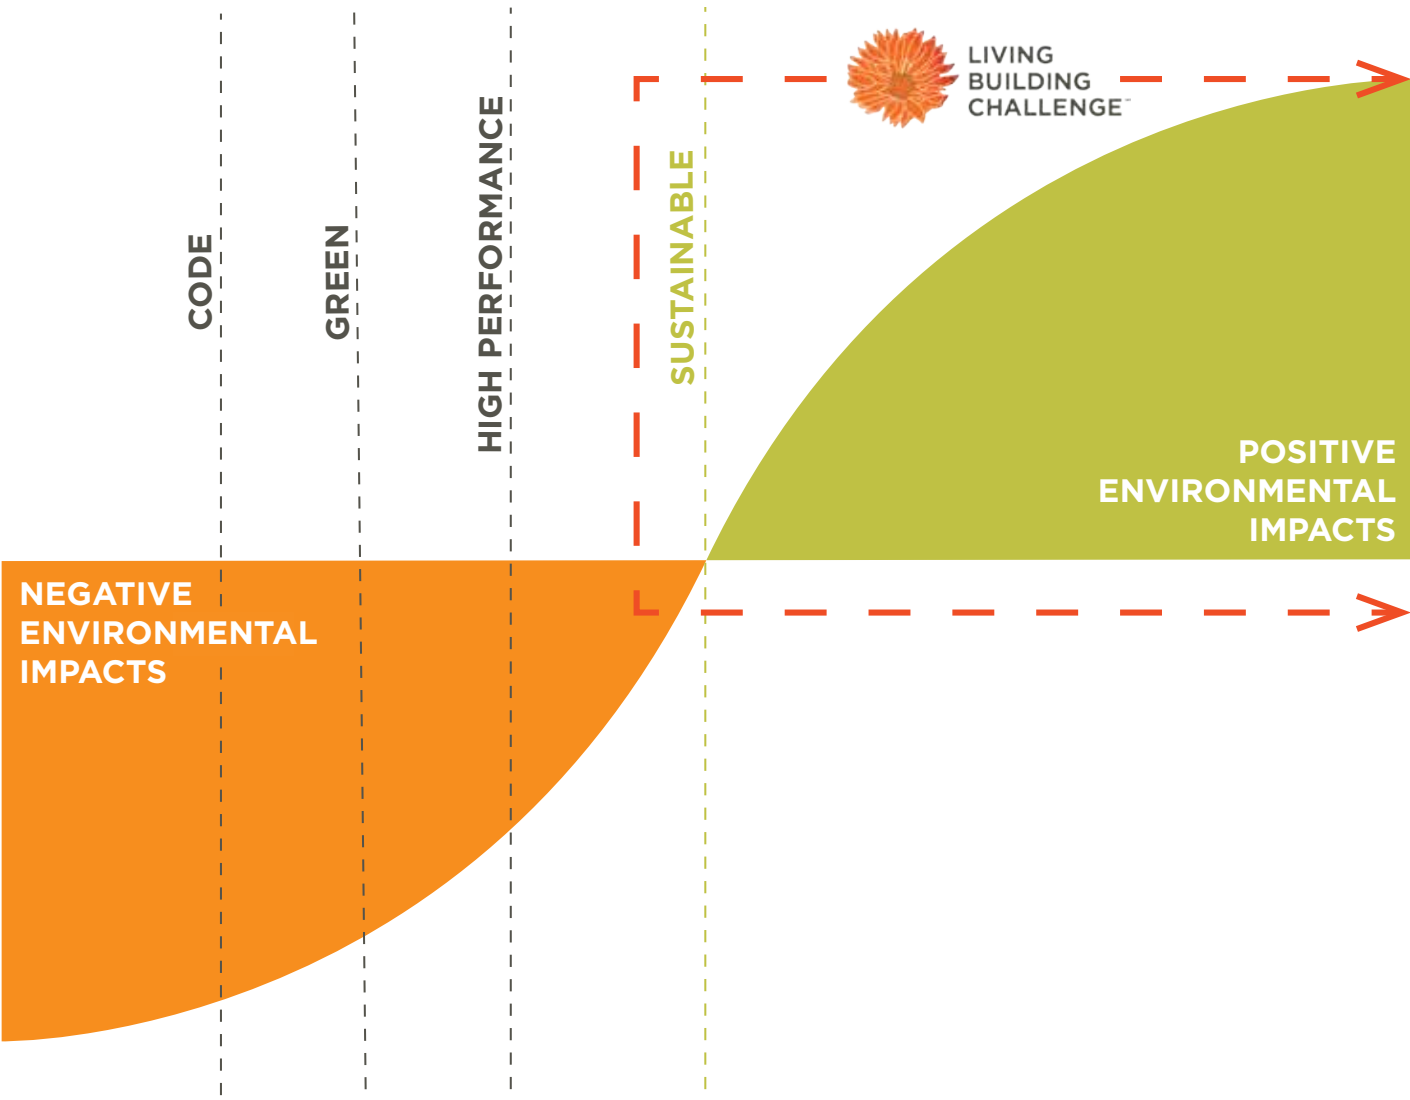 LIVING
BUILDING
CHALLENGE™
CODE
GREEN
HIGH PERFORMANCE
SUSTAINABLE
POSITIVE
ENVIRONMENTAL
IMPACTS
NEGATIVE
ENVIRONMENTAL
IMPACTS